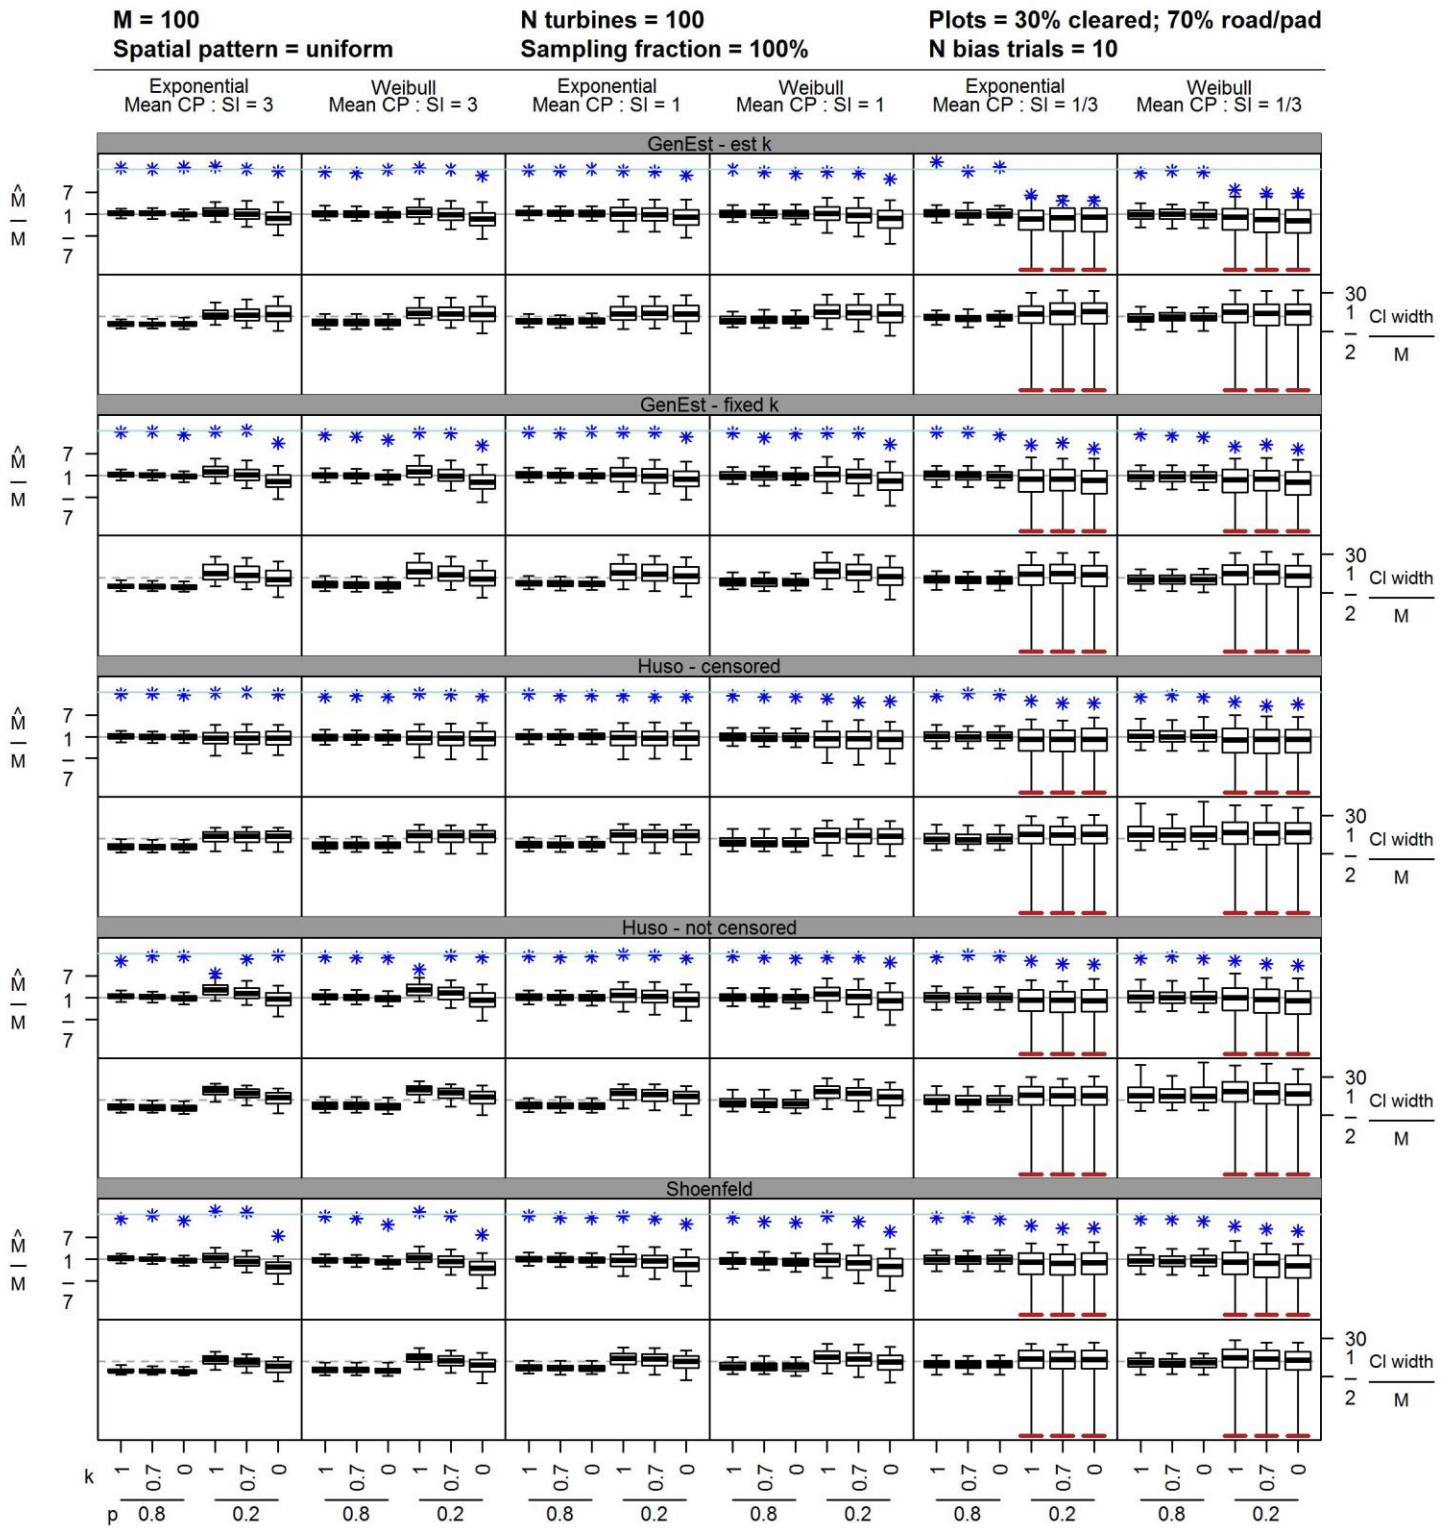 M = 100 N turbines = 100 Plots = 30% cleared; 70% road/pad
Spatial pattern = uniform Sampling fraction = 100% N bias trials = 10
Exponential Weibull Exponential Weibull Exponential Weibull
Mean CP : SI = 3 Mean CP : SI = 3 Mean CP : SI = 1 Mean CP : SI = 1 Mean CP : SI = 1/3 Mean CP : SI = 1/3
GenEst - est k
M̂
M
7
1
7
30
1
2
CI width
M
GenEst - fixed k
M̂
M
7
1
7
30
1
2
CI width
M
Huso - censored
M̂
M
7
1
7
30
1
2
CI width
M
Huso - not censored
M̂
M
7
1
7
30
1
2
CI width
M
Shoenfeld
M̂
M
7
1
7
30
1
2
CI width
M
k 1 0.7 0 1 0.7 0 1 0.7 0 1 0.7 0 1 0.7 0 1 0.7 0 1 0.7 0 1 0.7 0 1 0.7 0 1 0.7 0 1 0.7 0 1 0.7 0
p 0.8 0.2 0.8 0.2 0.8 0.2 0.8 0.2 0.8 0.2 0.8 0.2